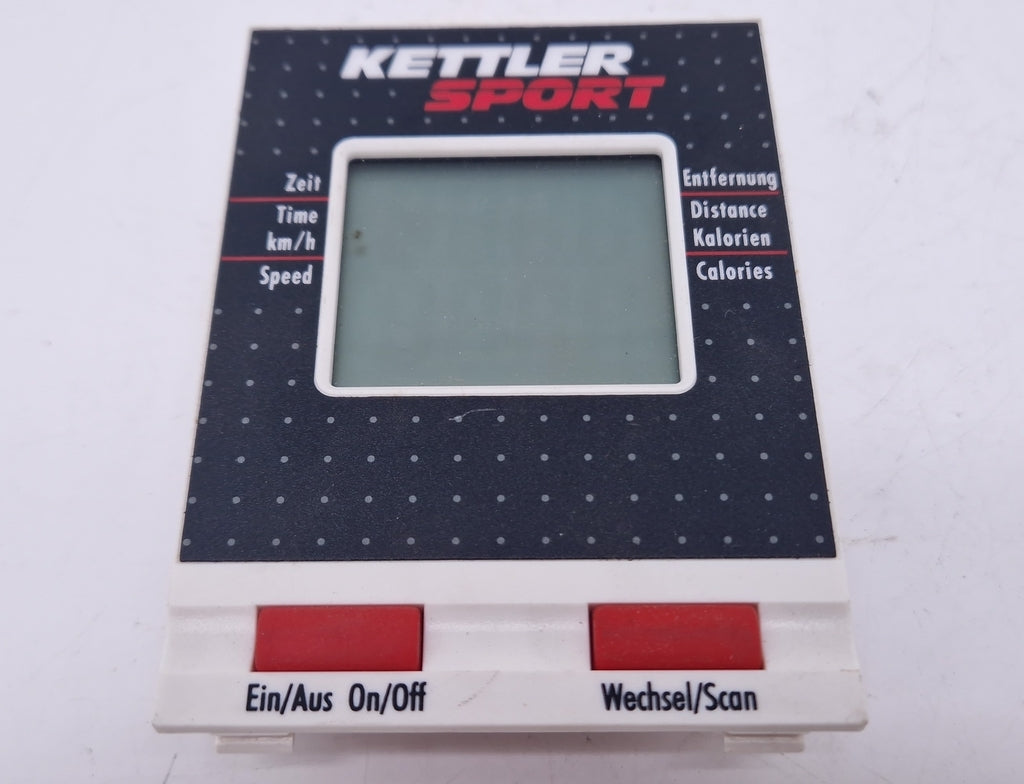 KETTLER
SPORT
Zeit
Time
km/h
Speed
Entfernung
Distance
Kalorien
Calories
Ein/Aus On/Off
Wechsel/Scan